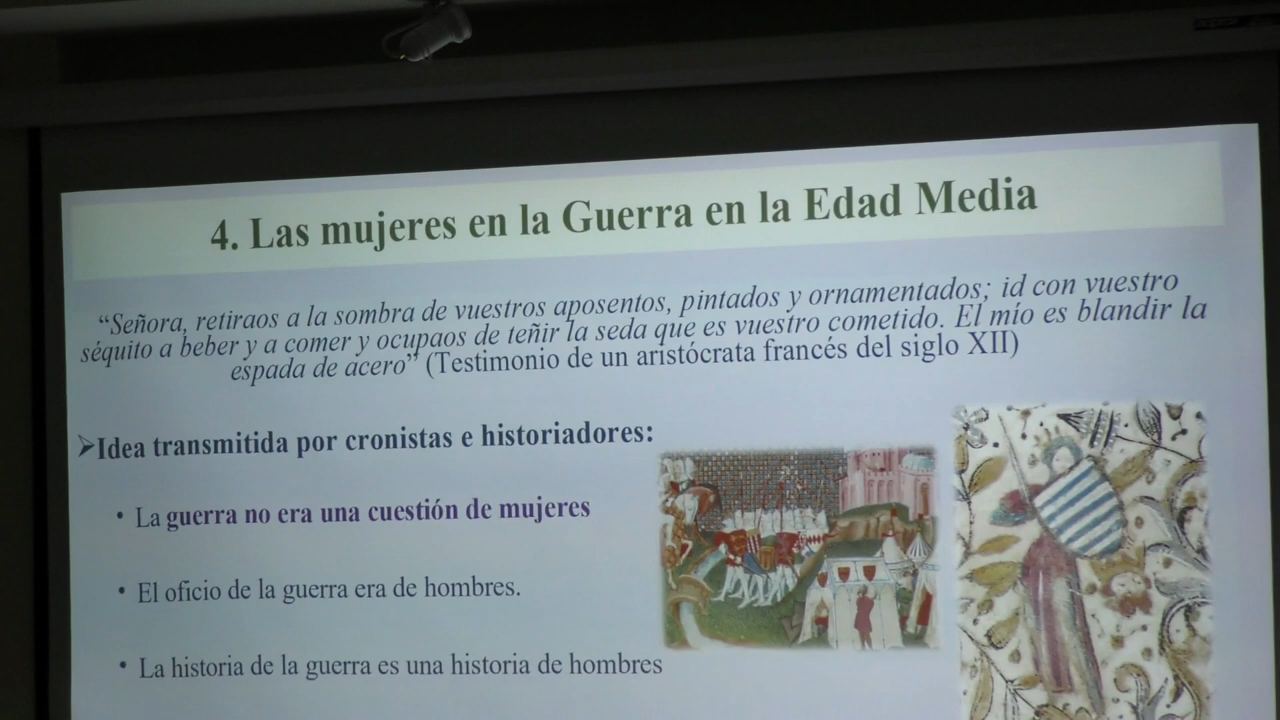 4. Las mujeres en la Guerra en la Edad Media
“Señora, retiraos a la sombra de vuestros aposentos, pintados y ornamentados; id con vuestro
séquito a beber y a comer y ocupaos de teñir la seda que es vuestro cometido. El mío es blandir la
espada de acero” (Testimonio de un aristócrata francés del siglo XII)
➢Idea transmitida por cronistas e historiadores:
• La guerra no era una cuestión de mujeres
• El oficio de la guerra era de hombres.
• La historia de la guerra es una historia de hombres